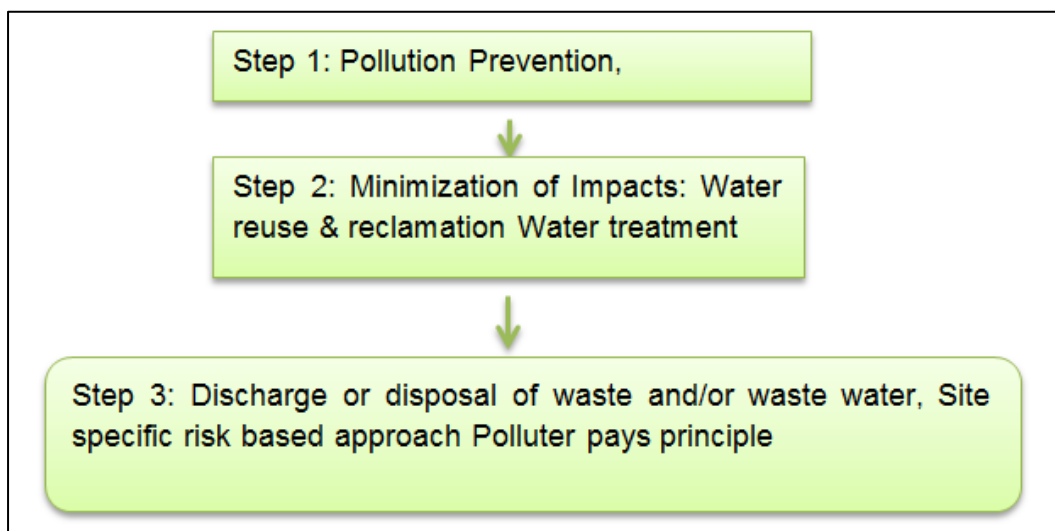 Step 1: Pollution Prevention,
Step 2: Minimization of Impacts: Water
reuse & reclamation Water treatment
Step 3: Discharge or disposal of waste and/or waste water, Site
specific risk based approach Polluter pays principle